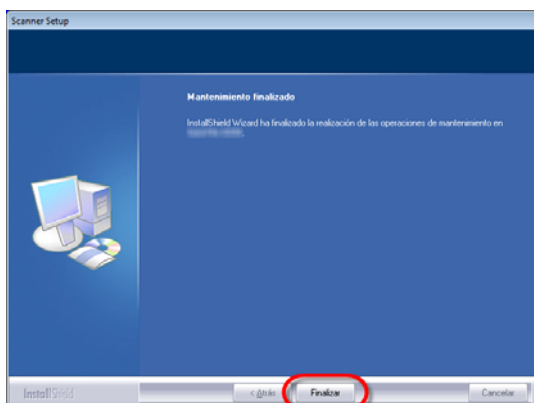 Scanner Setup
Mantenimiento finalizado
InstallShield Wizard ha finalizado la realización de las operaciones de mantenimiento en
InstallShield
< Atrás
Finalizar
Cancelar